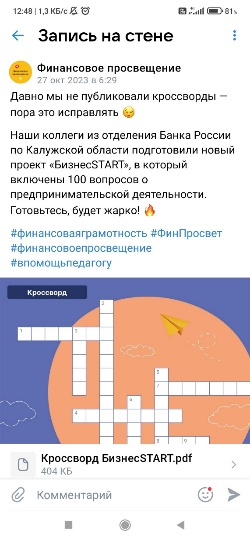 12:48 | 1,3 КБ/с
81%
Запись на стене
Финансовое просвещение
27 окт 2023 в 6:29
Давно мы не публиковали кроссворды —
пора это исправлять 😉
Наши коллеги из отделения Банка России
по Калужской области подготовили новый
проект «БизнесSTART», в который
включены 100 вопросов о
предпринимательской деятельности.
Готовьтесь, будет жарко! 🔥
#финансоваяграмотность #ФинПросвет
#финансовоепросвещение
#впомощьпедагогу
Кроссворд
Кроссворд БизнесSTART.pdf
404 КБ
Комментарий